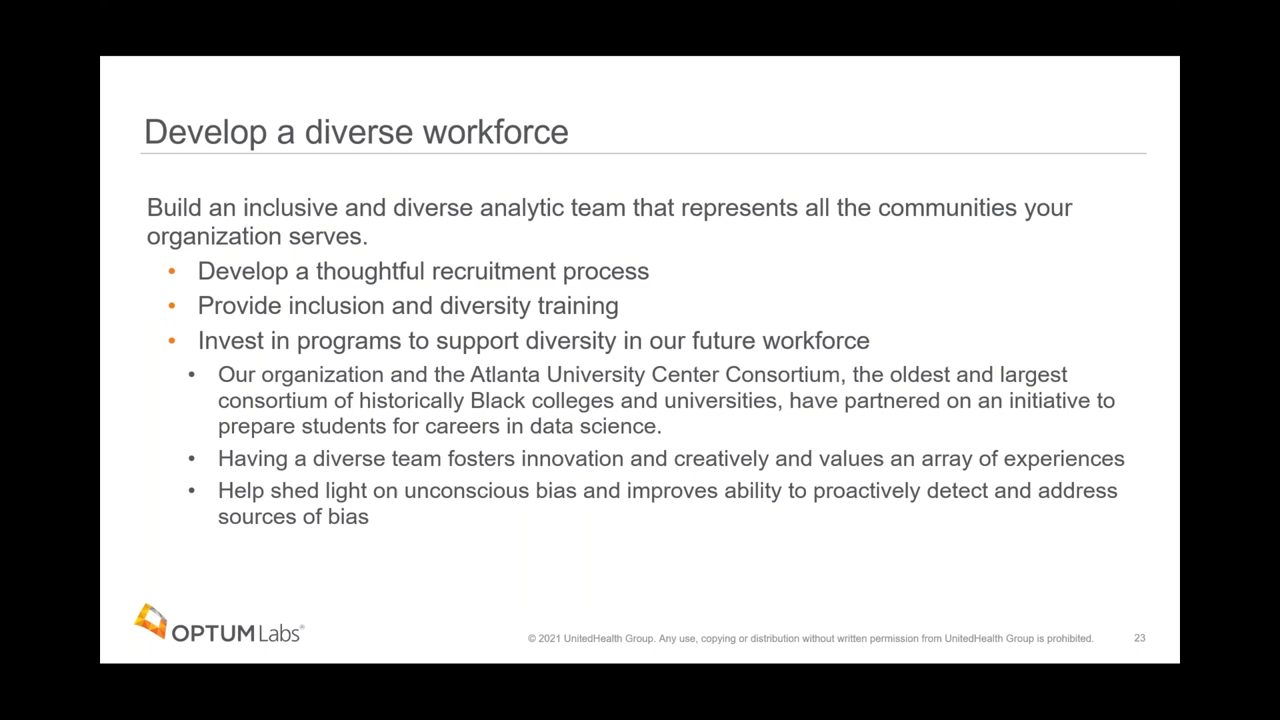 Develop a diverse workforce
Build an inclusive and diverse analytic team that represents all the communities your
organization serves.
• Develop a thoughtful recruitment process
• Provide inclusion and diversity training
• Invest in programs to support diversity in our future workforce
• Our organization and the Atlanta University Center Consortium, the oldest and largest
consortium of historically Black colleges and universities, have partnered on an initiative to
prepare students for careers in data science.
• Having a diverse team fosters innovation and creatively and values an array of experiences
• Help shed light on unconscious bias and improves ability to proactively detect and address
sources of bias
OPTUM Labs®
© 2021 UnitedHealth Group. Any use, copying or distribution without written permission from UnitedHealth Group is prohibited.
23